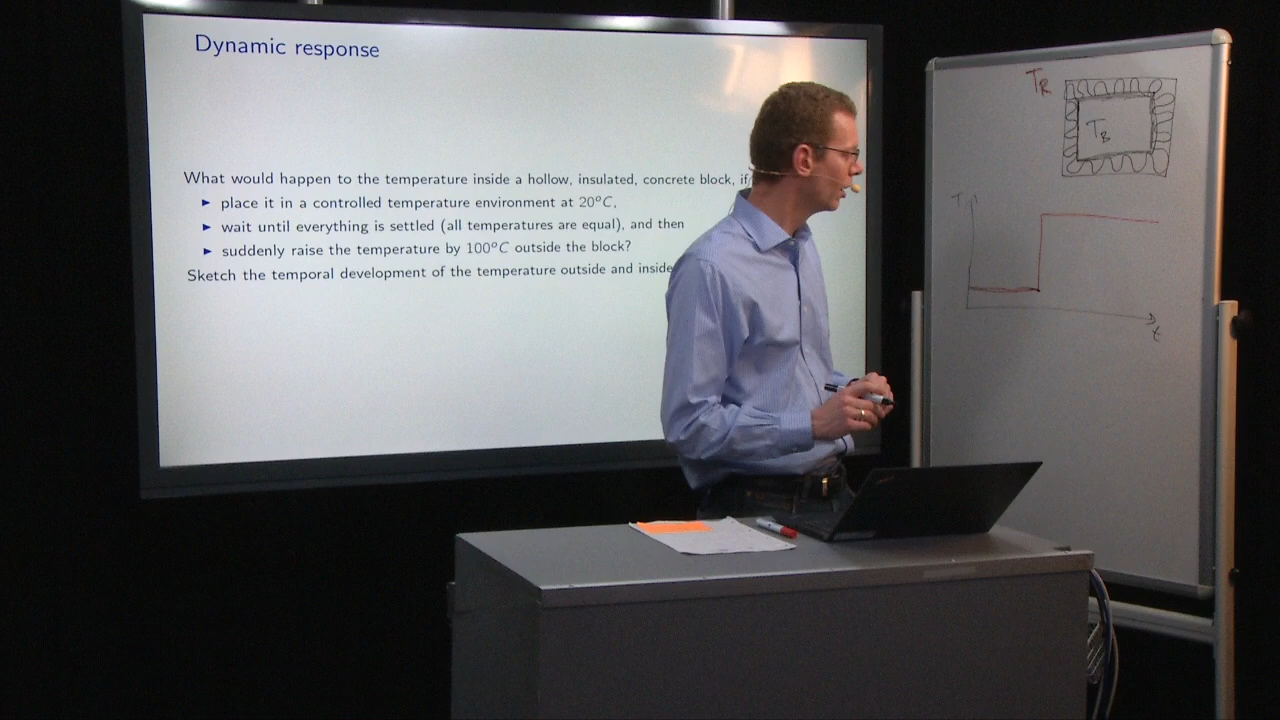 Dynamic response
What would happen to the temperature inside a hollow, insulated, concrete block, if
▶ place it in a controlled temperature environment at 20°C,
▶ wait until everything is settled (all temperatures are equal), and then
▶ suddenly raise the temperature by 100°C outside the block?
Sketch the temporal development of the temperature outside and inside
T_R
T_B
T
t